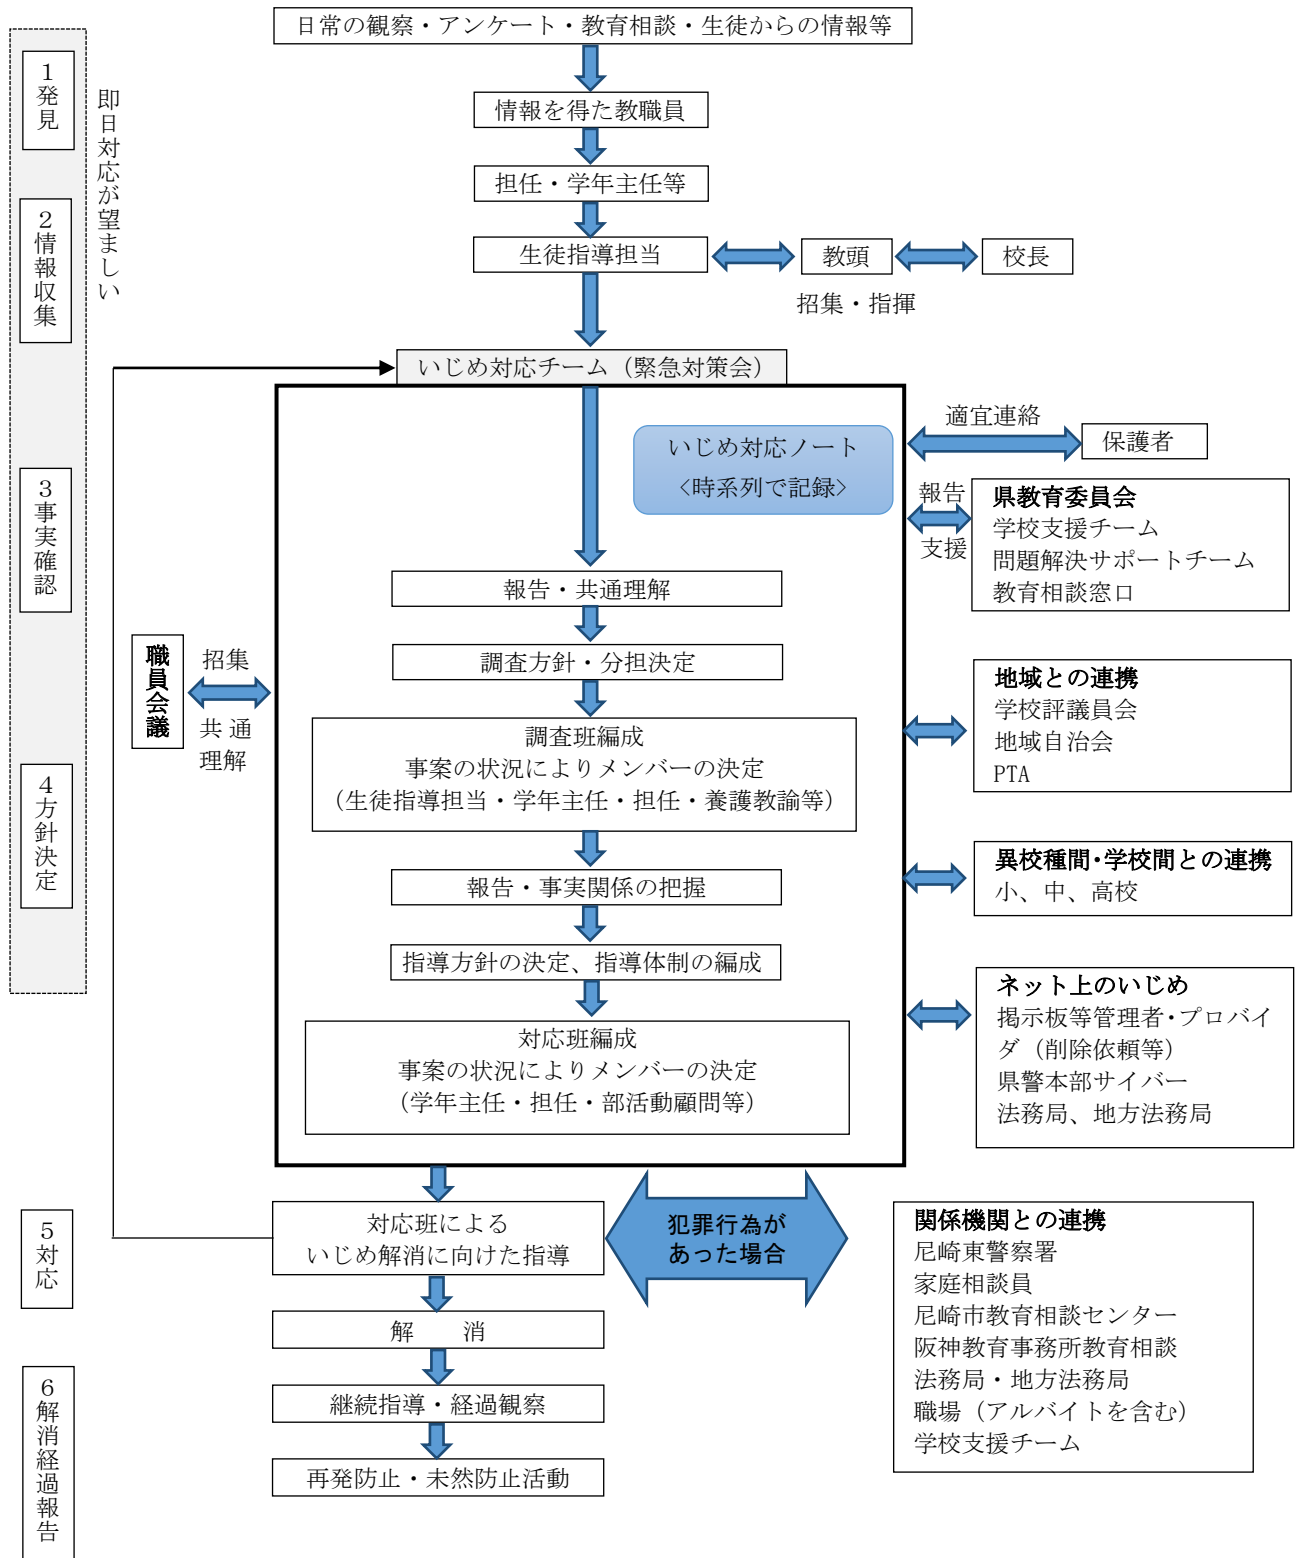 日常の観察・アンケート・教育相談・生徒からの情報等
１発見
即日対応が望ましい
情報を得た教職員
担任・学年主任等
２情報収集
生徒指導担当
教頭
校長
招集・指揮
いじめ対応チーム（緊急対策会）
いじめ対応ノート
<時系列で記録>
適宜連絡
保護者
３事実確認
報告
支援
県教育委員会
学校支援チーム
問題解決サポートチーム
教育相談窓口
報告・共通理解
職員会議
招集
共 通
理解
調査方針・分担決定
地域との連携
学校評議員会
地域自治会
PTA
調査班編成
事案の状況によりメンバーの決定
（生徒指導担当・学年主任・担任・養護教諭等）
４方針決定
報告・事実関係の把握
異校種間・学校間との連携
小、中、高校
指導方針の決定、指導体制の編成
ネット上のいじめ
掲示板等管理者・プロバイ
ダ（削除依頼等）
県警本部サイバー
法務局、地方法務局
対応班編成
事案の状況によりメンバーの決定
（学年主任・担任・部活動顧問等）
５対応
対応班による
いじめ解消に向けた指導
犯罪行為が
あった場合
関係機関との連携
尼崎東警察署
家庭相談員
尼崎市教育相談センター
阪神教育事務所教育相談
法務局・地方法務局
職場（アルバイトを含む）
学校支援チーム
解　　消
６解消経過報告
継続指導・経過観察
再発防止・未然防止活動